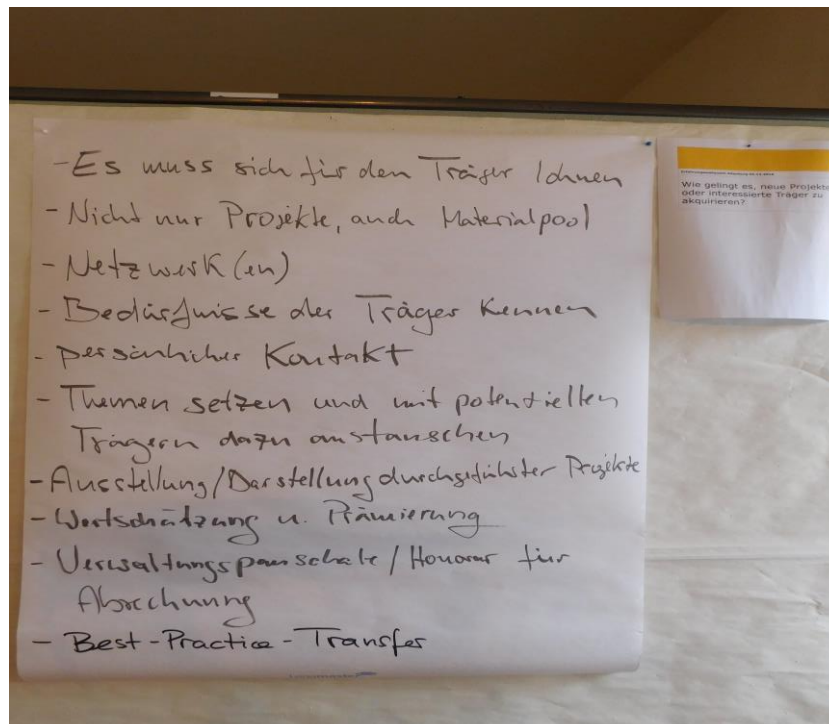 - Es muss sich für den Träger lohnen
- Nicht nur Projekte, auch Materialpool
- Netzwerk(en)
- Bedürfnisse der Träger kennen
- persönlicher Kontakt
- Themen setzen und mit potentiellen
Trägern dazu austauschen
- Ausstellung/Darstellung durchgeführter Projekte
- Wertschätzung u. Prämierung
- Verwaltungspauschale/Honorar für
Abrechnung
- Best-Practice-Transfer
Wie gelingt es, neue Projekte
oder interessierte Träger zu
akquirieren?